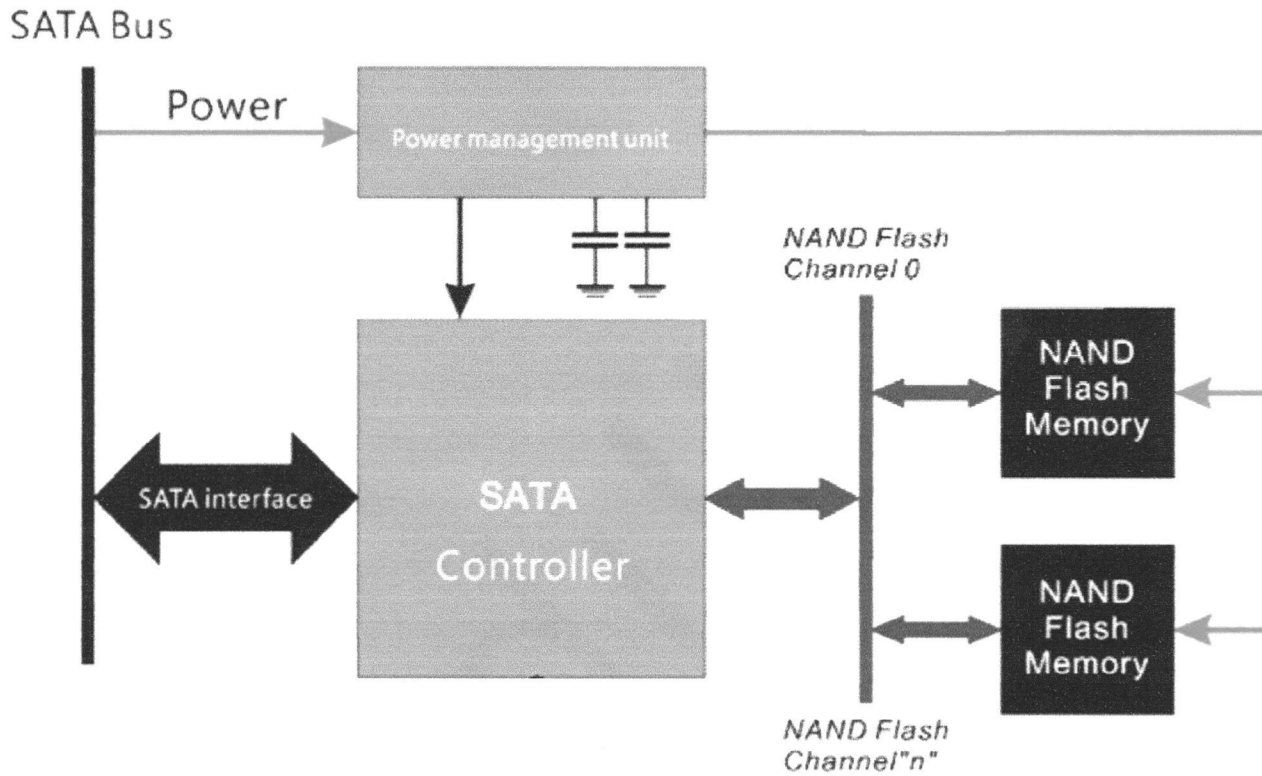 SATA Bus
Power
Power management unit
NAND Flash
Channel 0
NAND
Flash
Memory
SATA interface
SATA
Controller
NAND
Flash
Memory
NAND Flash
Channel"n"